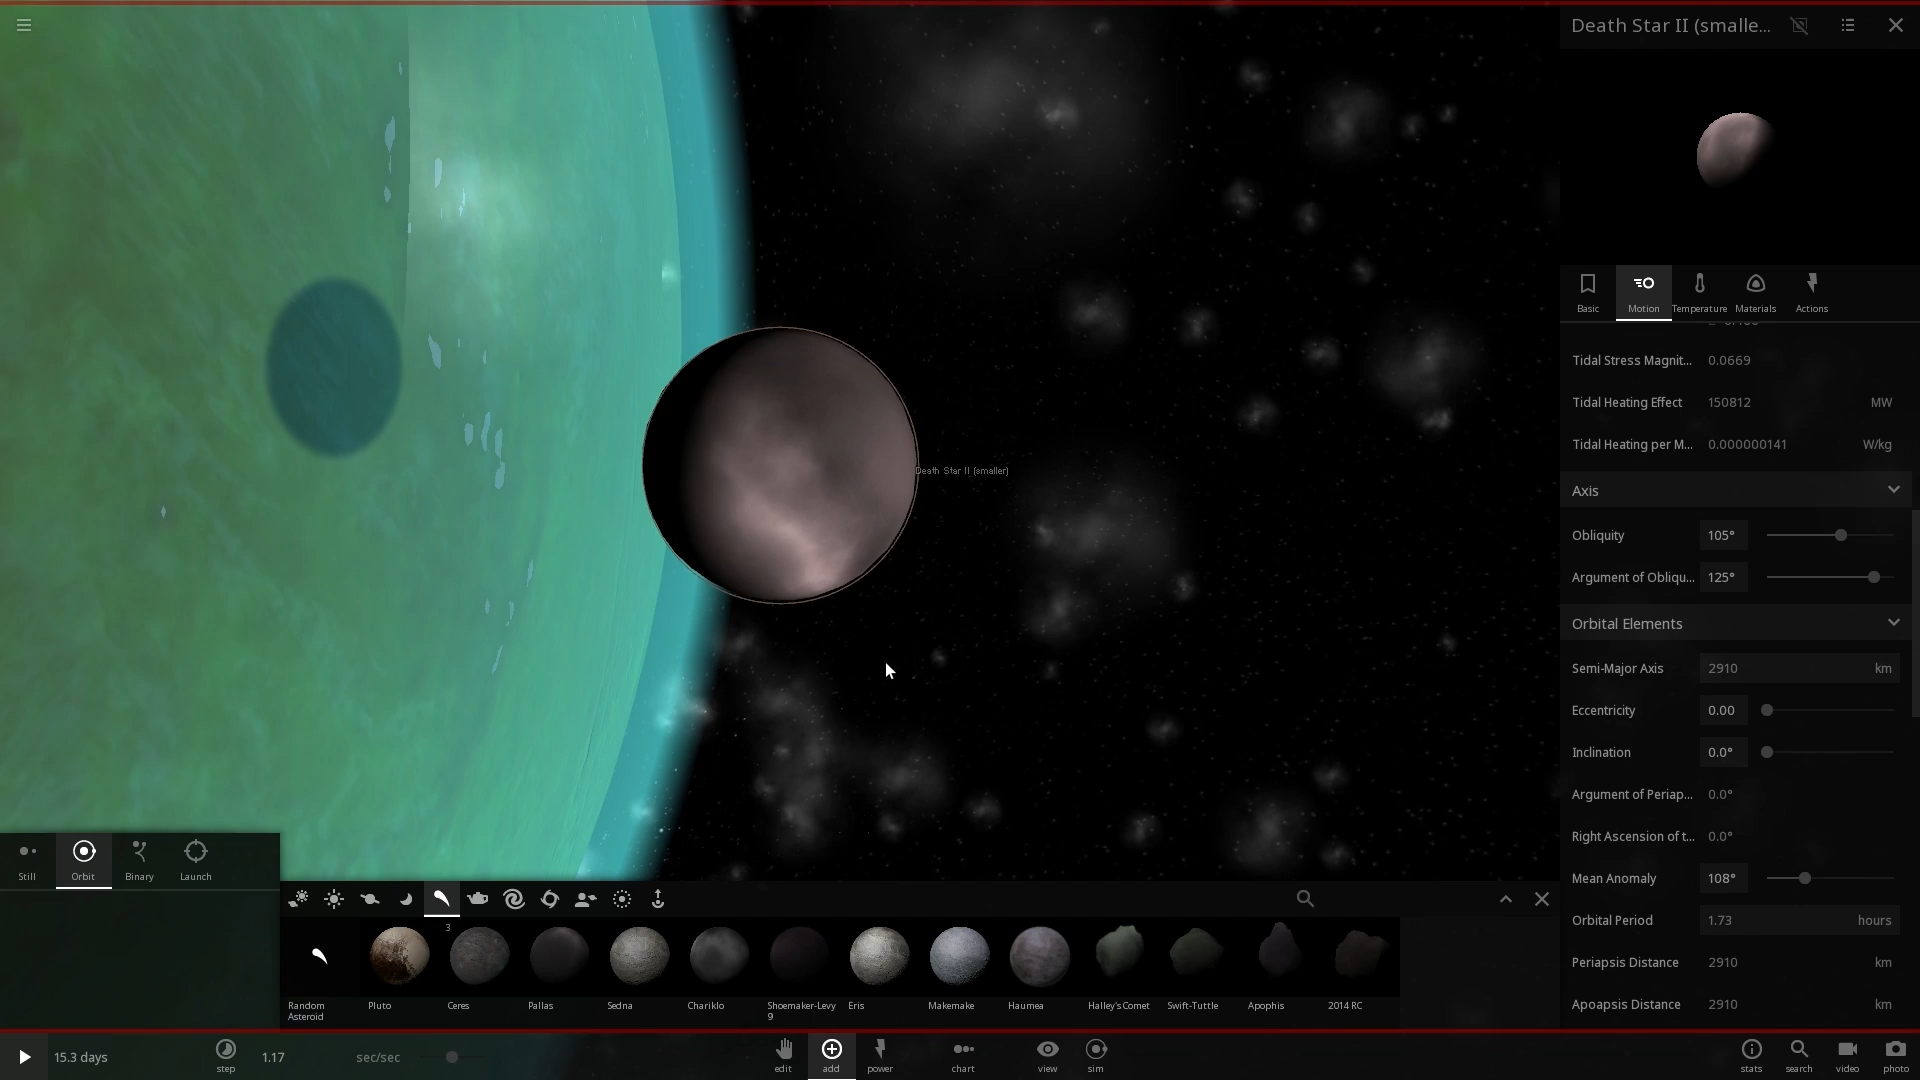 Death Star II (smalle...
Basic
Motion
Temperature
Materials
Actions
Tidal Stress Magnit... 0.0669
Tidal Heating Effect 150812 MW
Tidal Heating per M... 0.000000141 W/kg
Axis
Obliquity 105°
Argument of Obliqu... 125°
Orbital Elements
Semi-Major Axis 2910 km
Eccentricity 0.00
Inclination 0.0°
Argument of Periap... 0.0°
Right Ascension of t... 0.0°
Mean Anomaly 108°
Orbital Period 1.73 hours
Periapsis Distance 2910 km
Apoapsis Distance 2910 km
Death Star II (smaller)
Still
Orbit
Binary
Launch
3
Random
Asteroid
Pluto
Ceres
Pallas
Sedna
Chariklo
Shoemaker-Levy
9
Eris
Makemake
Haumea
Halley's Comet
Swift-Tuttle
Apophis
2014 RC
15.3 days
step
1.17 sec/sec
edit
add
power
chart
view
sim
stats
search
video
photo